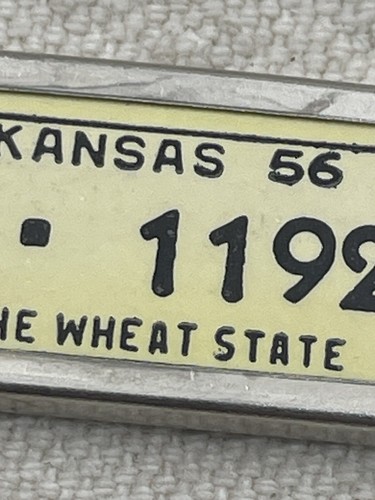 KANSAS 56
· 1192
HE WHEAT STATE